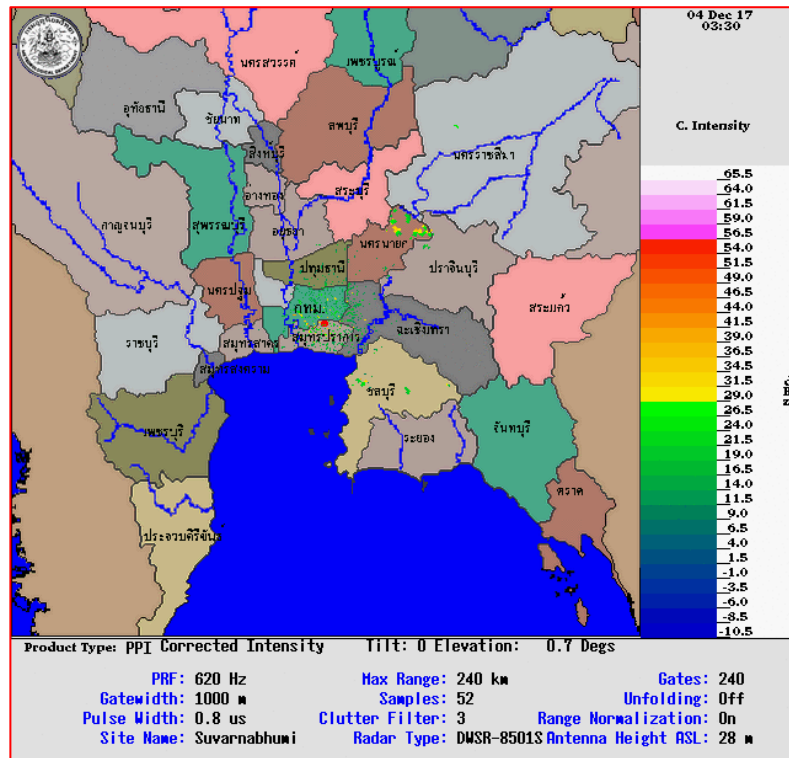 04 Dec 17
03:30
C. Intensity
65.5
64.0
61.5
59.0
56.5
54.0
51.5
49.0
46.5
44.0
41.5
39.0
36.5
34.0
31.5
29.0
26.5
24.0
21.5
19.0
16.5
14.0
11.5
9.0
6.5
4.0
1.5
-1.0
-3.5
-6.0
-8.5
-10.5
นครสวรรค์
เพชรบูรณ์
อุทัยธานี
ชัยนาท
ลพบุรี
สิงห์บุรี
นครราชสีมา
สระบุรี
อ่างทอง
กาญจนบุรี
สุพรรณบุรี
อยุธยา
นครนายก
ปราจีนบุรี
ปทุมธานี
นครปฐม
สระแก้ว
กทม.
ฉะเชิงเทรา
สมุทรปราการ
สมุทรสาคร
ราชบุรี
สมุทรสงคราม
ชลบุรี
เพชรบุรี
ระยอง
จันทบุรี
ตราด
ประจวบคีรีขันธ์
Product Type: PPI Corrected Intensity Tilt: 0 Elevation: 0.7 Degs
PRF: 620 Hz Max Range: 240 km Gates: 240
Gatewidth: 1000 m Samples: 52 Unfolding: Off
Pulse Width: 0.8 us Clutter Filter: 3 Range Normalization: On
Site Name: Suvarnabhumi Radar Type: DWSR-8501S Antenna Height ASL: 28 m